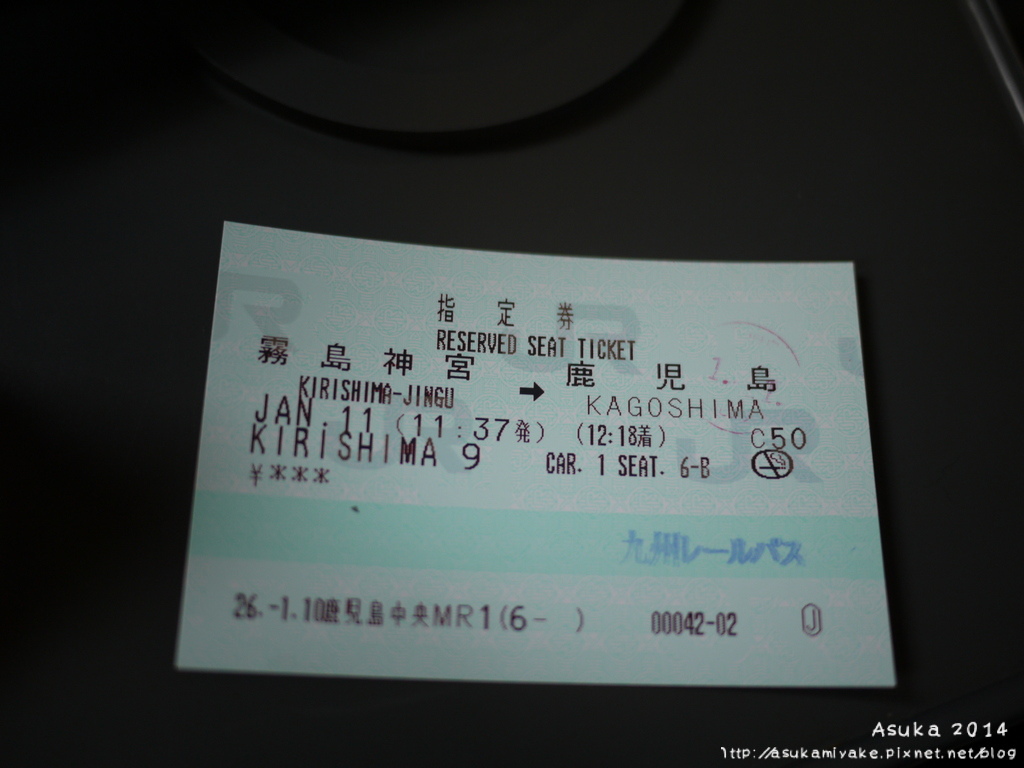 指 定 券
RESERVED SEAT TICKET
霧 島 神 宮 ➡ 鹿 児 島
KIRISHIMA-JINGU KAGOSHIMA
JAN.11 (11:37発) (12:18着) C50
KIRISHIMA 9 CAR. 1 SEAT. 6-B
¥***
九州レールパス
26.-1.10鹿児島中央MR1(6- ) 00042-02 J
Asuka 2014
http://asukamiyake.pixnet.net/blog